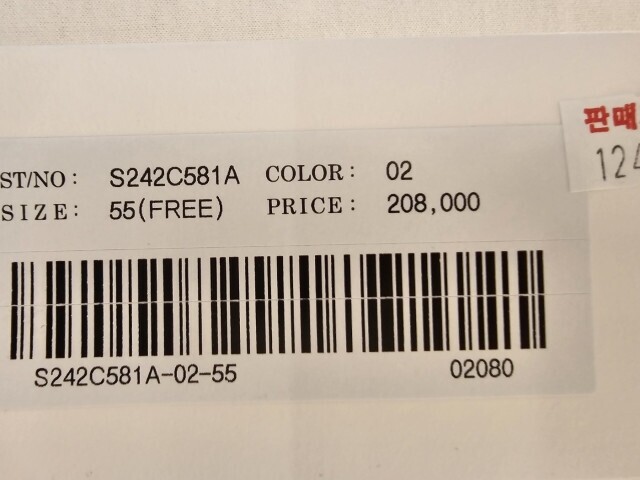 판매
124
ST/NO: S242C581A COLOR: 02
SIZE: 55(FREE) PRICE: 208,000
S242C581A-02-55 02080